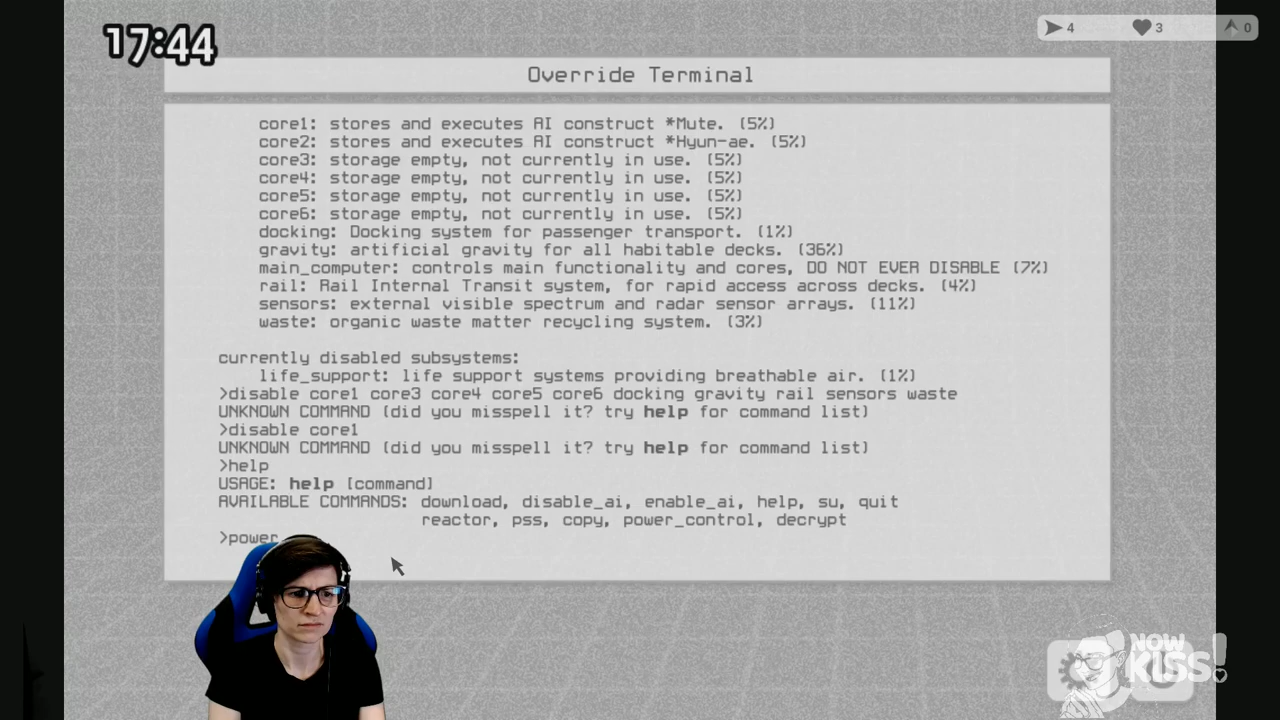 17:44
4 3 0
Override Terminal
core1: stores and executes AI construct *Mute. (5%)
core2: stores and executes AI construct *Hyun-ae. (5%)
core3: storage empty, not currently in use. (5%)
core4: storage empty, not currently in use. (5%)
core5: storage empty, not currently in use. (5%)
core6: storage empty, not currently in use. (5%)
docking: Docking system for passenger transport. (1%)
gravity: artificial gravity for all habitable decks. (36%)
main_computer: controls main functionality and cores, DO NOT EVER DISABLE (7%)
rail: Rail Internal Transit system, for rapid access across decks. (4%)
sensors: external visible spectrum and radar sensor arrays. (11%)
waste: organic waste matter recycling system. (3%)
currently disabled subsystems:
life_support: life support systems providing breathable air. (1%)
>disable core1 core3 core4 core5 core6 docking gravity rail sensors waste
UNKNOWN COMMAND (did you misspell it? try help for command list)
>disable core1
UNKNOWN COMMAND (did you misspell it? try help for command list)
>help
USAGE: help [command]
AVAILABLE COMMANDS: download, disable_ai, enable_ai, help, su, quit
reactor, pss, copy, power_control, decrypt
>power
NOW
KISS!